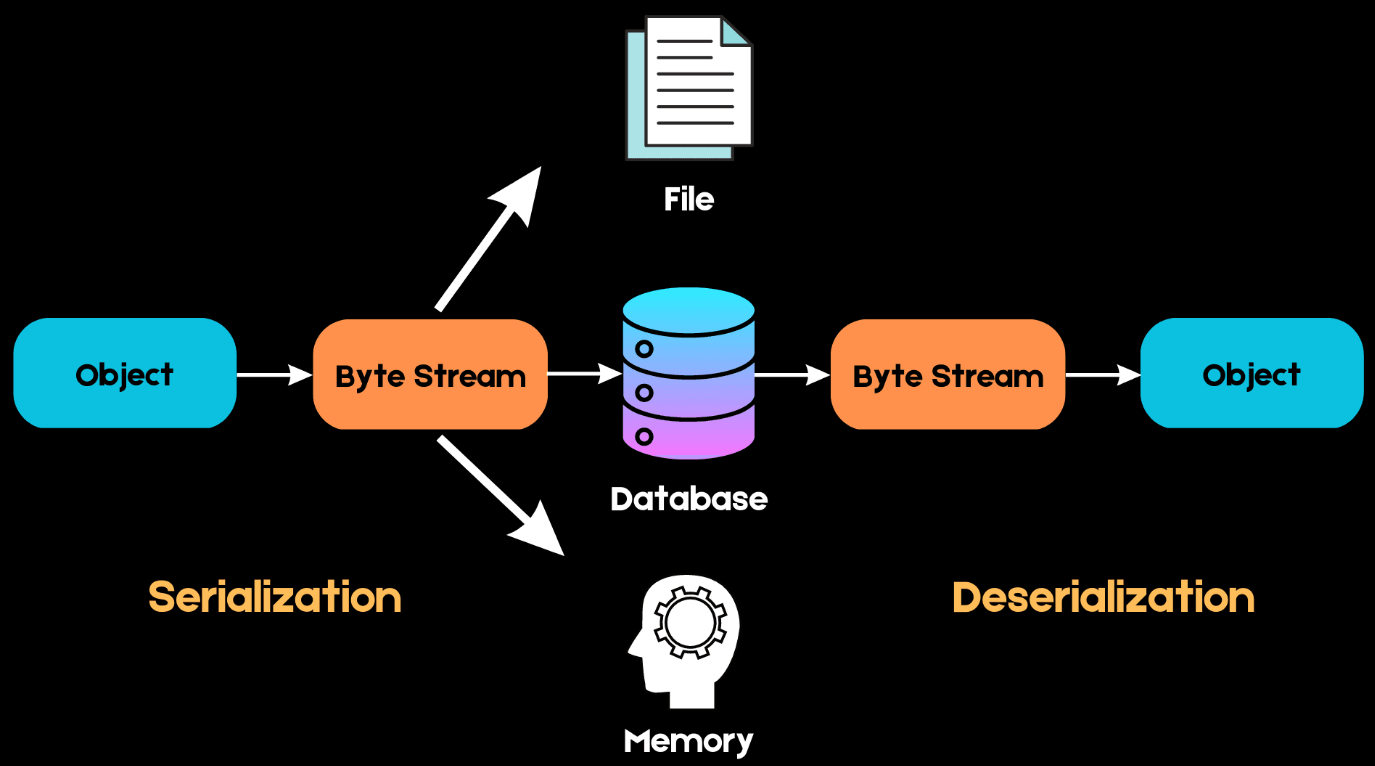 File
Object
Byte Stream
Byte Stream
Object
Database
Serialization
Deserialization
Memory